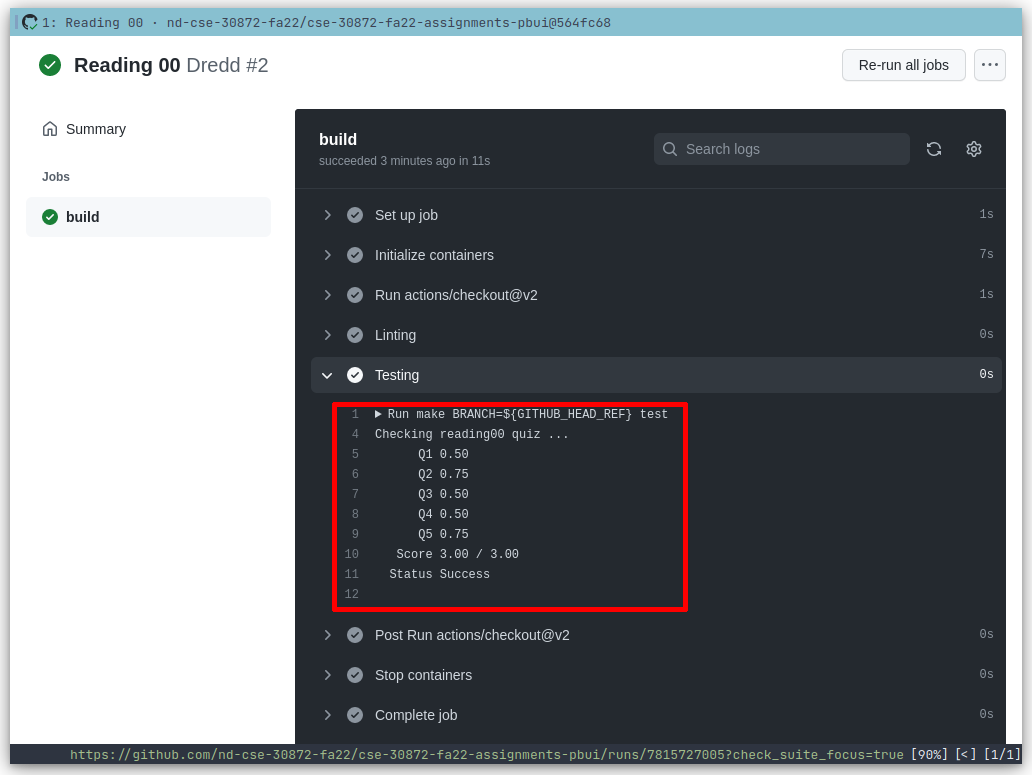 1: Reading 00 · nd-cse-30872-fa22/cse-30872-fa22-assignments-pbui@564fc68
Reading 00 Dredd #2
Re-run all jobs
...
Summary
Jobs
build
build
succeeded 3 minutes ago in 11s
Search logs
Set up job 1s
Initialize containers 7s
Run actions/checkout@v2 1s
Linting 0s
Testing 0s
1 ▶ Run make BRANCH=${GITHUB_HEAD_REF} test
4 Checking reading00 quiz ...
5 Q1 0.50
6 Q2 0.75
7 Q3 0.50
8 Q4 0.50
9 Q5 0.75
10 Score 3.00 / 3.00
11 Status Success
12
Post Run actions/checkout@v2 0s
Stop containers 0s
Complete job 0s
https://github.com/nd-cse-30872-fa22/cse-30872-fa22-assignments-pbui/runs/7815727005?check_suite_focus=true [90%] [<] [1/1]